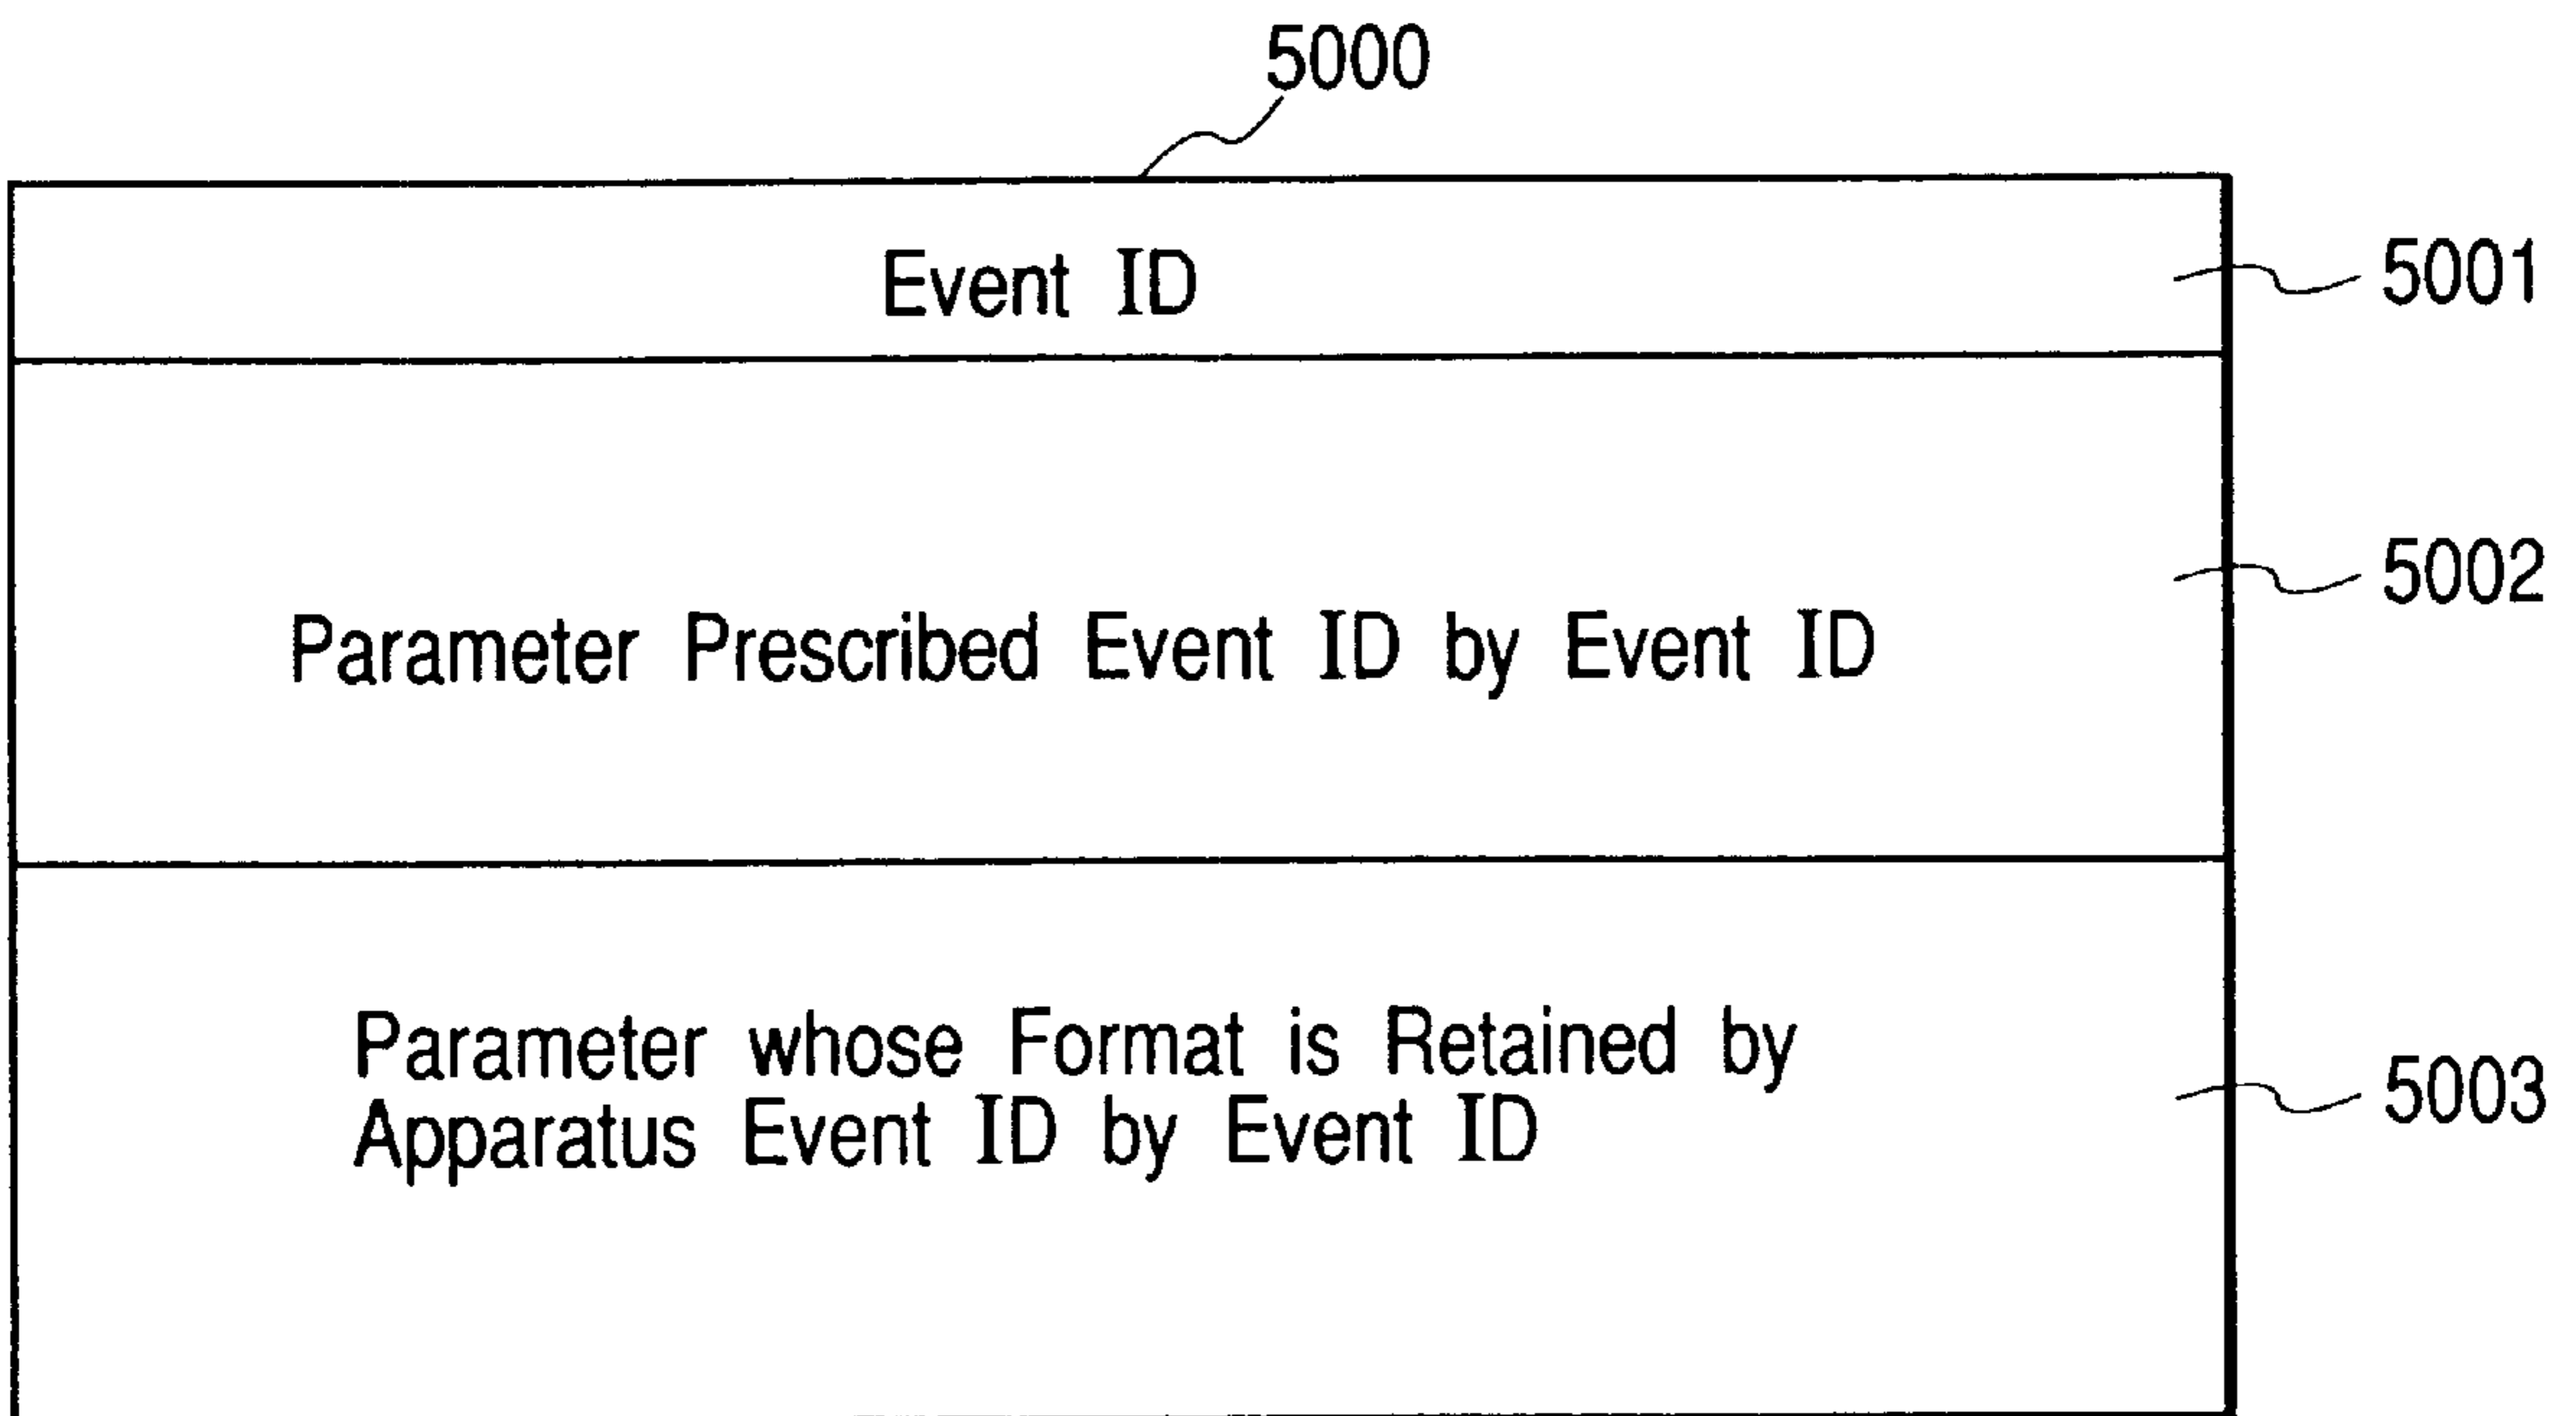 5000
Event ID
5001
5002
Parameter Prescribed Event ID by Event ID
Parameter whose Format is Retained by
Apparatus Event ID by Event ID
5003